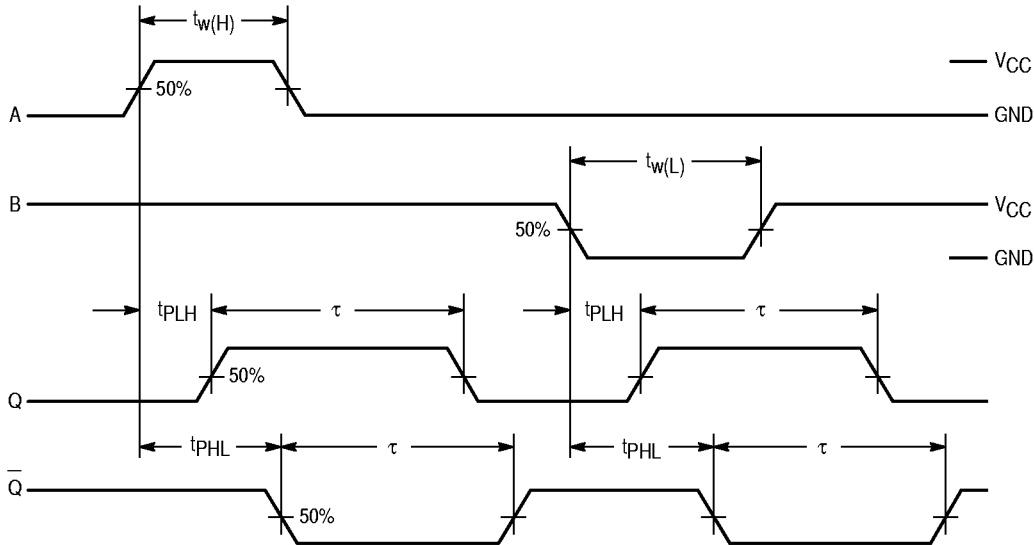 tw(H)
50%
VCC
A
GND
tw(L)
B
50%
VCC
GND
tPLH
τ
tPLH
τ
50%
Q
tPHL
τ
tPHL
τ
Q̅
50%